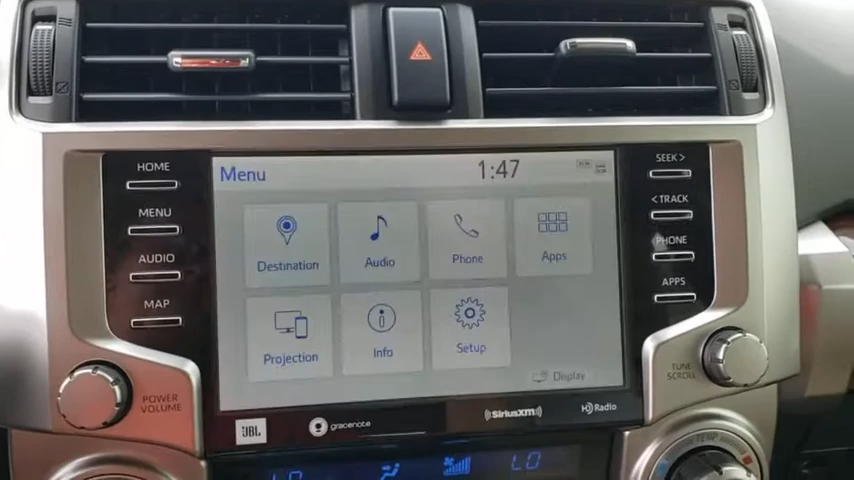 HOME
MENU
AUDIO
MAP
Menu
1:47
Destination
Audio
Phone
Apps
Projection
Info
Setup
Display
SEEK >
< TRACK
PHONE
APPS
POWER
VOLUME
TUNE
SCROLL
JBL
gracenote
SiriusXM
HD Radio
LO
LO
TEMP